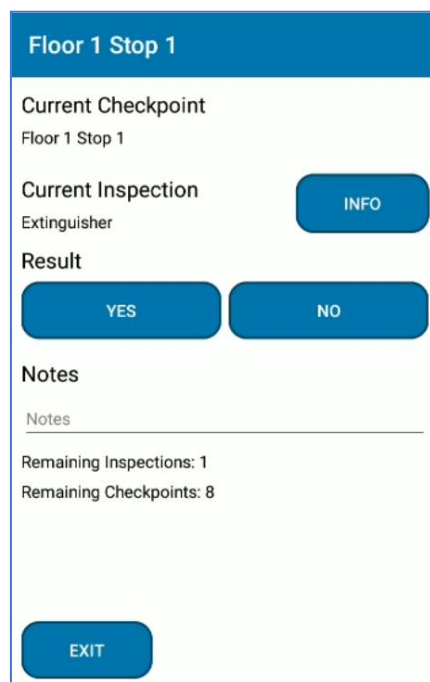 Floor 1 Stop 1
Current Checkpoint
Floor 1 Stop 1
Current Inspection
INFO
Extinguisher
Result
YES NO
Notes
Notes
Remaining Inspections: 1
Remaining Checkpoints: 8
EXIT